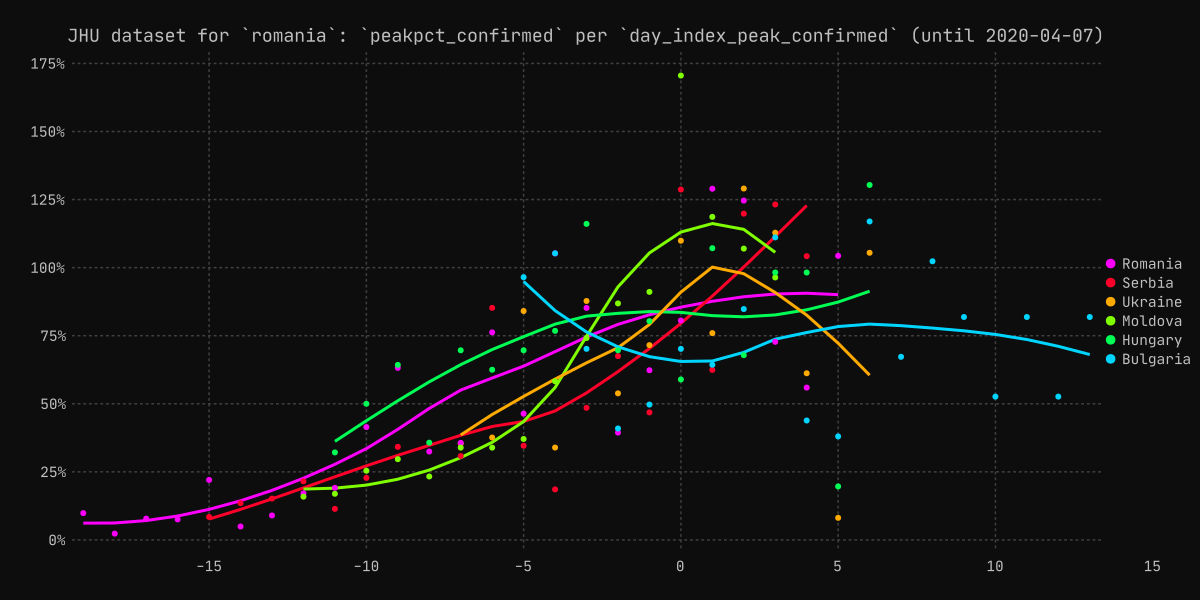 JHU dataset for `romania`: `peakpct_confirmed` per `day_index_peak_confirmed` (until 2020-04-07)
175%
150%
125%
100%
75%
50%
25%
0%
-15
-10
-5
0
5
10
15
Romania
Serbia
Ukraine
Moldova
Hungary
Bulgaria